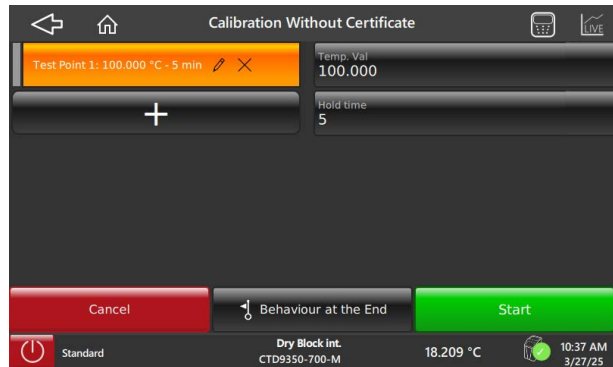 Calibration Without Certificate
LIVE
Test Point 1: 100.000 °C - 5 min
Temp. Val
100.000
Hold time
5
Cancel
Behaviour at the End
Start
Standard
Dry Block int.
CTD9350-700-M
18.209 °C
10:37 AM
3/27/25